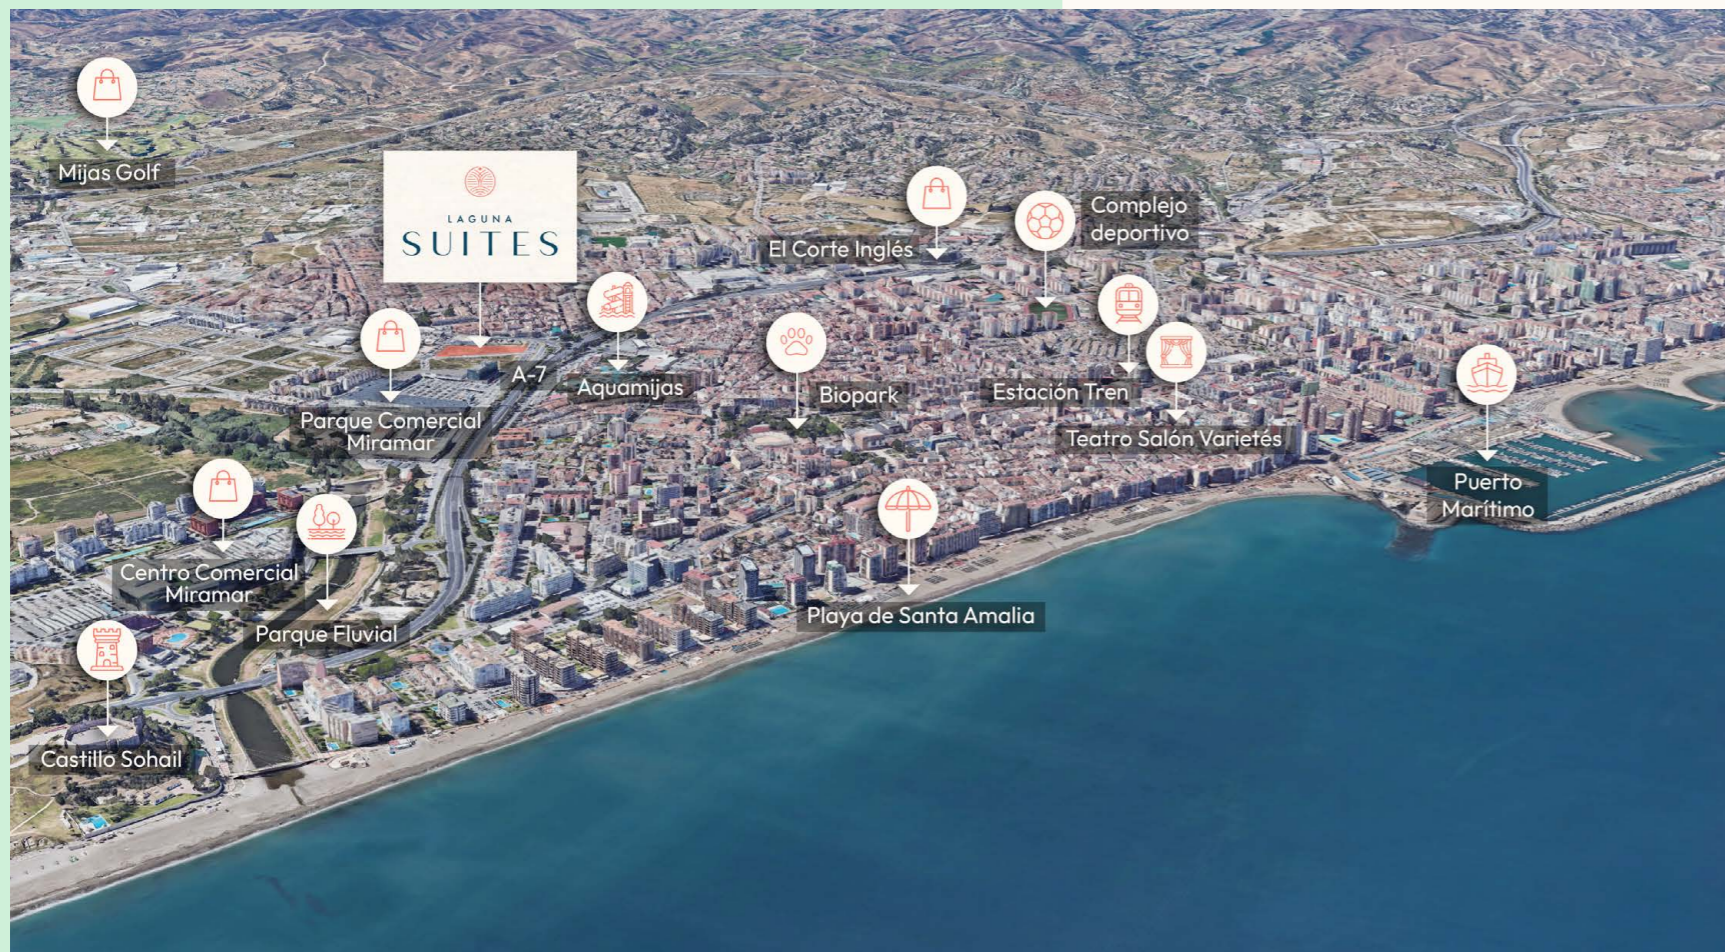 Mijas Golf
LAGUNA
SUITES
El Corte Inglés
Complejo
deportivo
A-7
Aquamijas
Biopark
Estación Tren
Parque Comercial
Miramar
Teatro Salón Varietés
Puerto
Marítimo
Centro Comercial
Miramar
Parque Fluvial
Playa de Santa Amalia
Castillo Sohail